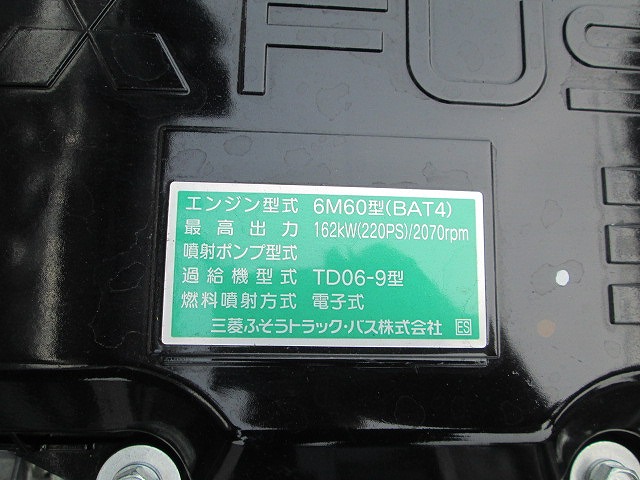 FUS
エンジン型式 6M60型(BAT4)
最高出力 162kW(220PS)/2070rpm
噴射ポンプ型式
過給機型式 TD06-9型
燃料噴射方式 電子式
三菱ふそうトラック・バス株式会社 ES